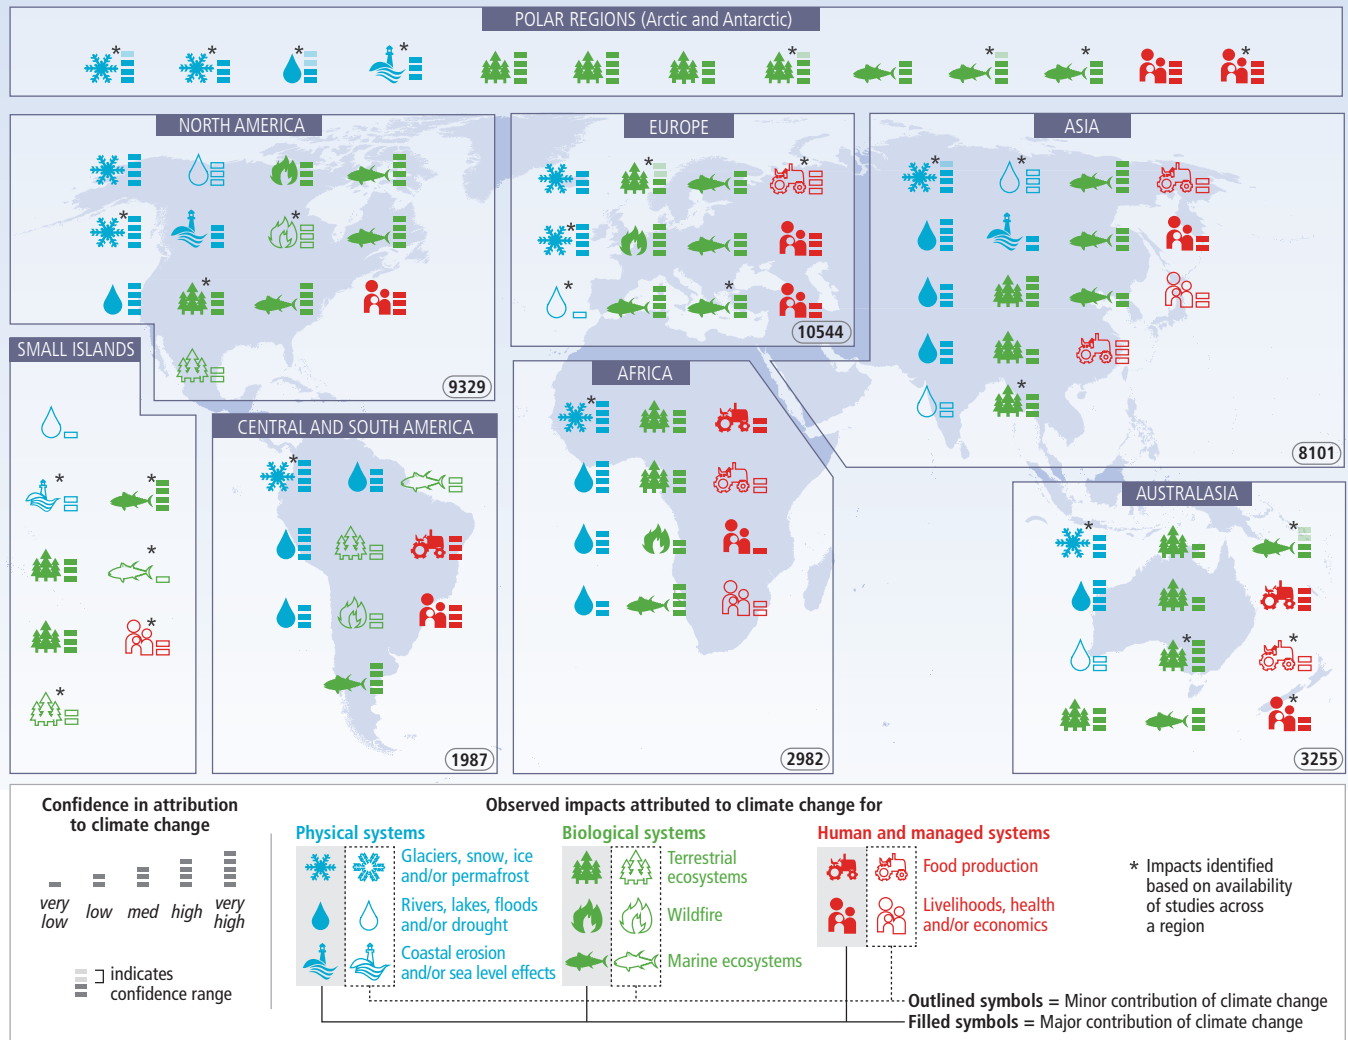 POLAR REGIONS (Arctic and Antarctic)
* * * * * * * *
NORTH AMERICA
* * *
9329
EUROPE
* * * * *
10544
ASIA
* * *
8101
SMALL ISLANDS
* * * * *
CENTRAL AND SOUTH AMERICA
*
1987
AFRICA
*
2982
AUSTRALASIA
* * * * *
3255
Confidence in attribution
to climate change
very
low
low
med
high
very
high
indicates
confidence range
Observed impacts attributed to climate change for
Physical systems
Glaciers, snow, ice
and/or permafrost
Rivers, lakes, floods
and/or drought
Coastal erosion
and/or sea level effects
Biological systems
Terrestrial
ecosystems
Wildfire
Marine ecosystems
Human and managed systems
Food production
Livelihoods, health
and/or economics
* Impacts identified
based on availability
of studies across
a region
Outlined symbols = Minor contribution of climate change
Filled symbols = Major contribution of climate change